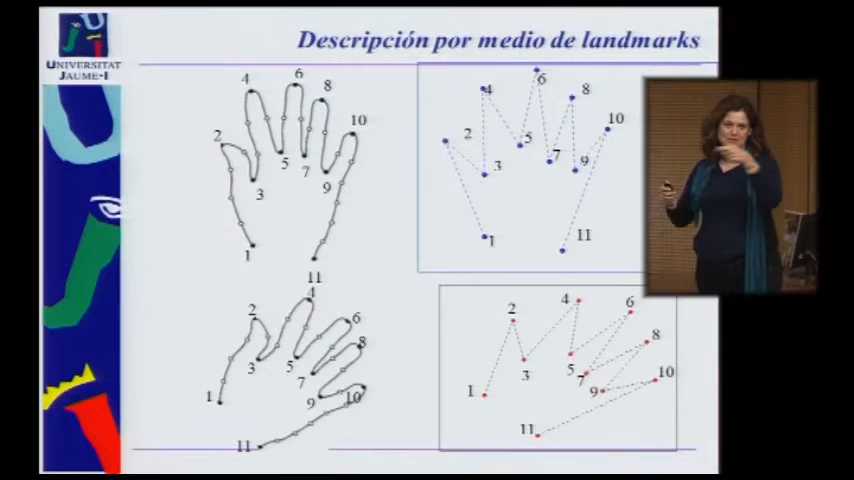 Descripción por medio de landmarks
UNIVERSITAT
JAUME·I
4 6 8
2 10
5 7
3 9
1
11
6
4 8
2 10
5 7
3 9
1 11
4
2 6
8
3 5 7
1 9 10
11
4 6
2
8
3 5 7 10
1 9
11